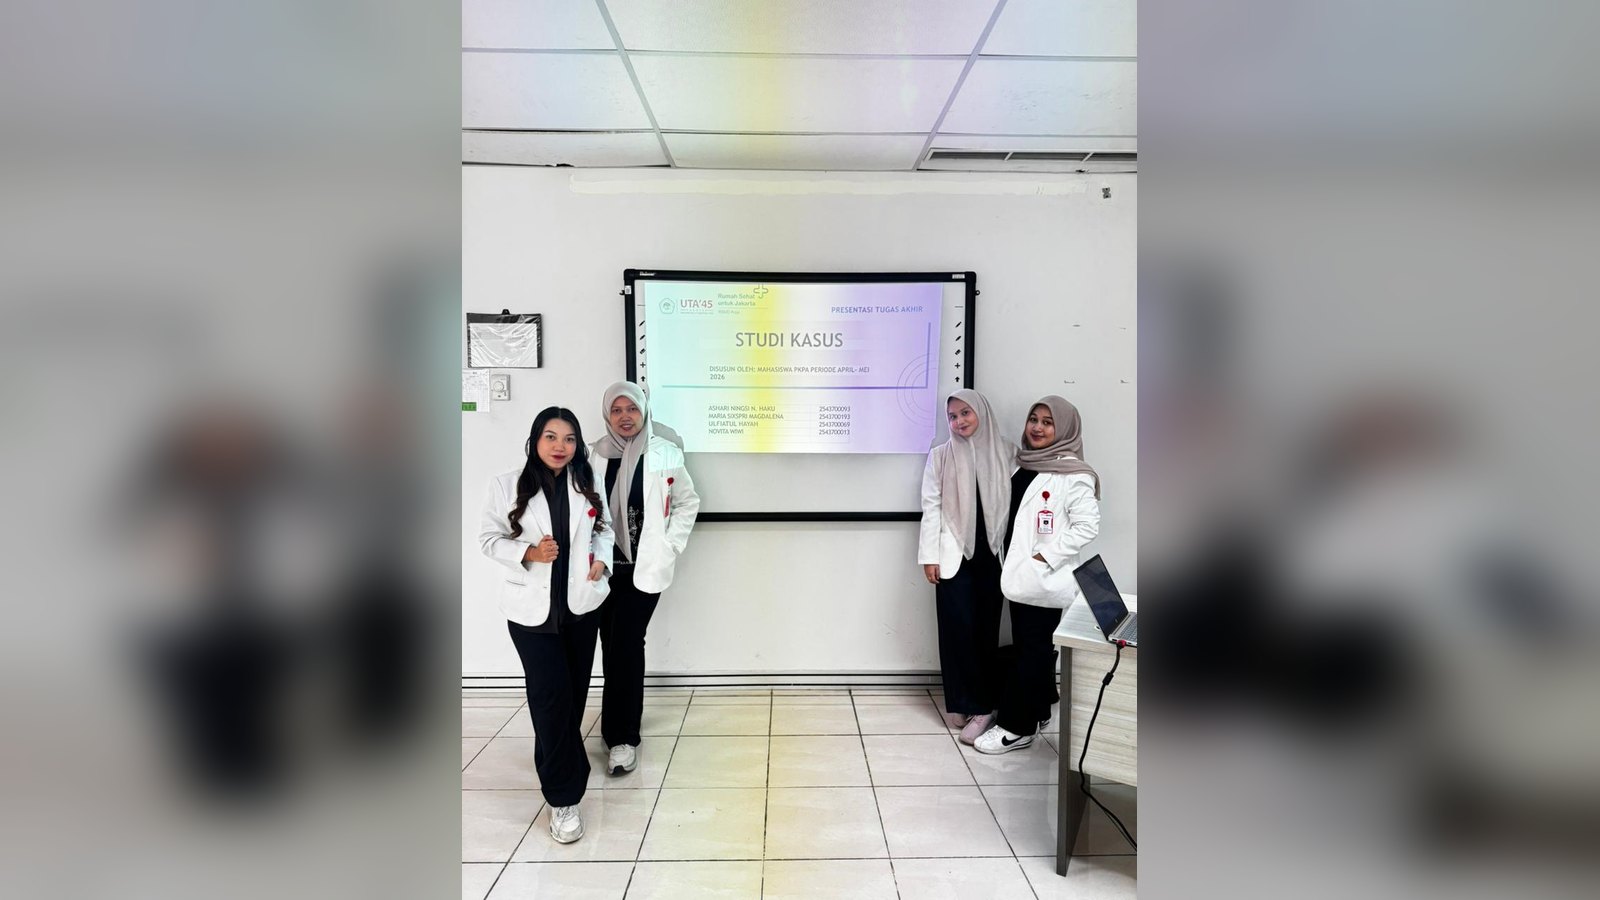 UTA'45
Rumah Sehat
untuk Jakarta
PRESENTASI TUGAS AKHIR
STUDI KASUS
DISUSUN OLEH: MAHASISWA PKPA PERIODE APRIL- MEI
2026
ASHARI NINGSI N. HAKU 2543700093
MARIA SIXSPRI MAGDALENA 2543700193
ULFIATUL HAYAH 2543700069
NOVITA WIWI 2543700013